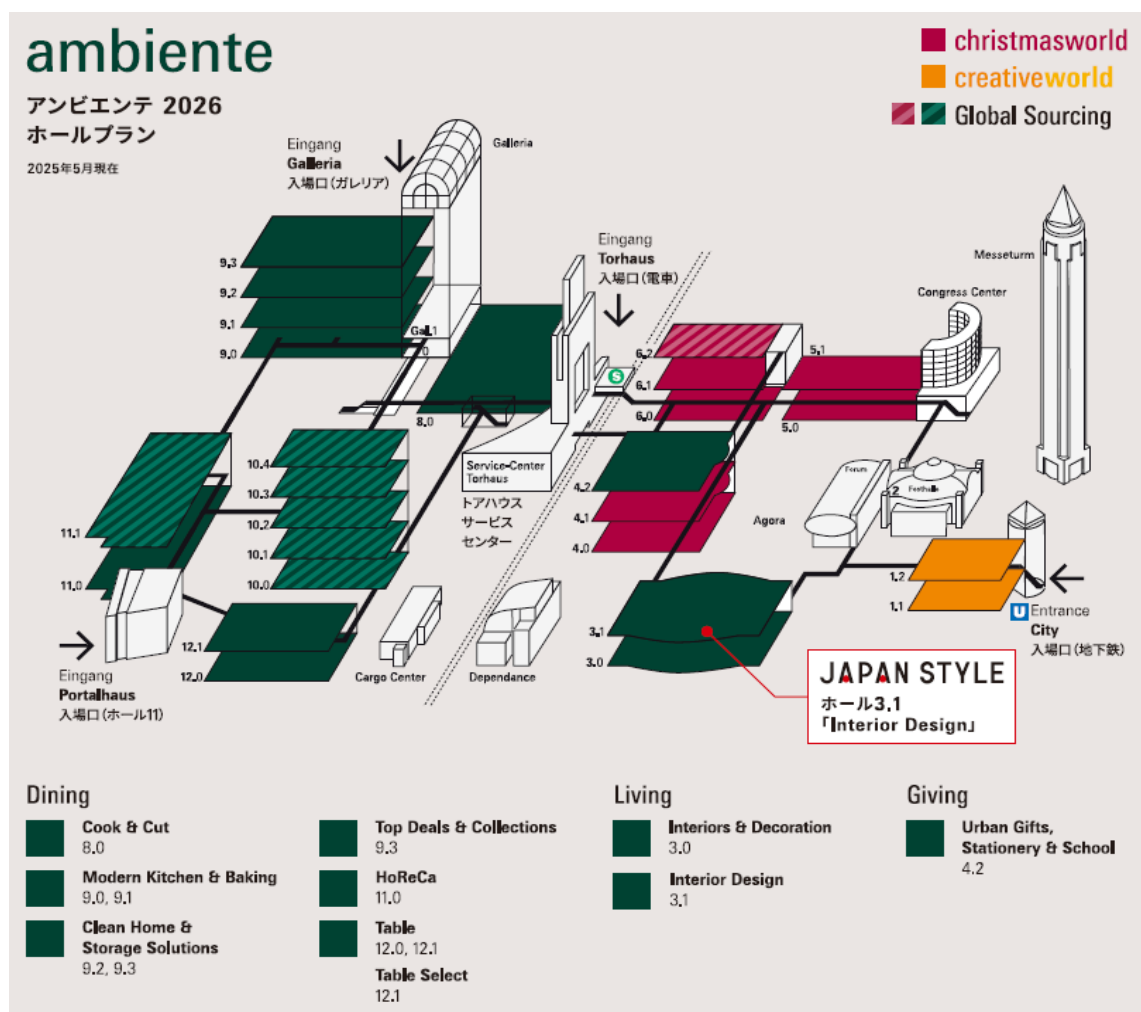 ambiente
アンビエンテ 2026
ホールプラン
2025年5月現在
christmasworld
creativeworld
Global Sourcing
Eingang
Galleria
入場口（ガレリア）
Galleria
Eingang
Torhaus
入場口（電車）
Messeturm
Congress Center
9.3
9.2
9.1
9.0
Gal.1
0
8.0
S
6.2
6.1
6.0
5.1
5.0
10.4
10.3
10.2
10.1
10.0
11.1
11.0
Service-Center
Torhaus
トアハウス
サービス
センター
4.2
4.1
4.0
Agora
Forum
2
Festhalle
1.2
1.1
U Entrance
City
入場口（地下鉄）
12.1
12.0
3.1
3.0
Eingang
Portalhaus
入場口（ホール11）
Cargo Center
Dependance
JAPAN STYLE
ホール3.1
「Interior Design」
Dining
Cook & Cut
8.0
Modern Kitchen & Baking
9.0, 9.1
Clean Home &
Storage Solutions
9.2, 9.3
Top Deals & Collections
9.3
HoReCa
11.0
Table
12.0, 12.1
Table Select
12.1
Living
Interiors & Decoration
3.0
Interior Design
3.1
Giving
Urban Gifts,
Stationery & School
4.2